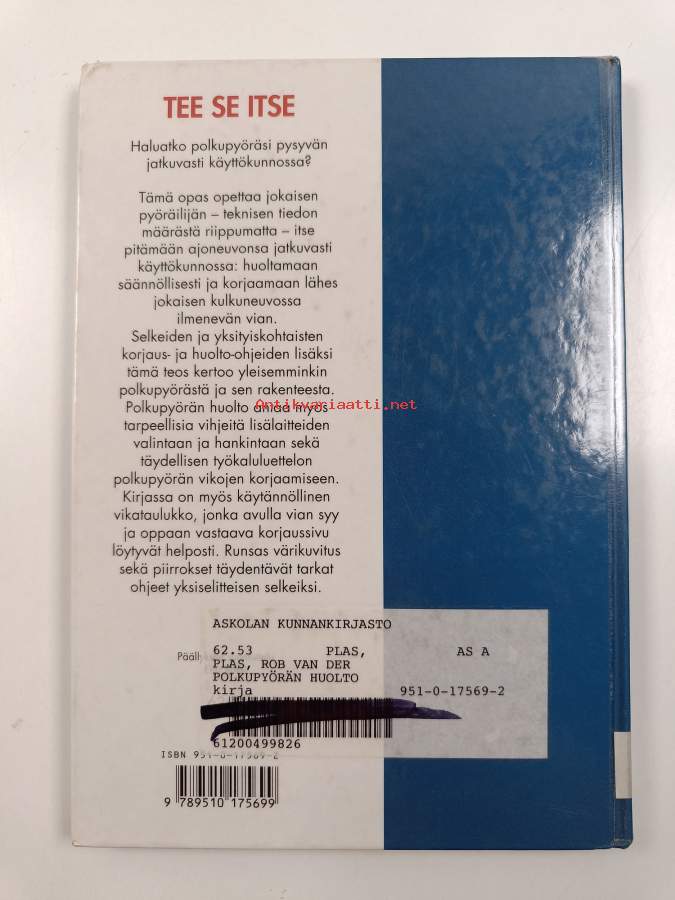 TEE SE ITSE
Haluatko polkupyöräsi pysyvän
jatkuvasti käyttökunnossa?
Tämä opas opettaa jokaisen
pyöräilijän – teknisen tiedon
määrästä riippumatta – itse
pitämään ajoneuvonsa jatkuvasti
käyttökunnossa: huoltamaan
säännöllisesti ja korjaamaan lähes
jokaisen kulkuneuvossa
ilmenevän vian.
Selkeiden ja yksityiskohtaisten
korjaus- ja huolto-ohjeiden lisäksi
tämä teos kertoo yleisemminkin
polkupyörästä ja sen rakenteesta.
Antikvariaatti.net
Polkupyörän huolto antaa myös
tarpeellisia vihjeitä lisälaitteiden
valintaan ja hankintaan sekä
täydellisen työkaluluettelon
polkupyörän vikojen korjaamiseen.
Kirjassa on myös käytännöllinen
vikataulukko, jonka avulla vian syy
ja oppaan vastaava korjaussivu
löytyvät helposti. Runsas värikuvitus
sekä piirrokset täydentävät tarkat
ohjeet yksiselitteisen selkeiksi.
ASKOLAN KUNNANKIRJASTO
62.53 PLAS, AS A
PLAS, ROB VAN DER
POLKUPYÖRÄN HUOLTO
kirja 951-0-17569-2
61200499826
ISBN 951-0-17569-2
9 789510 175699